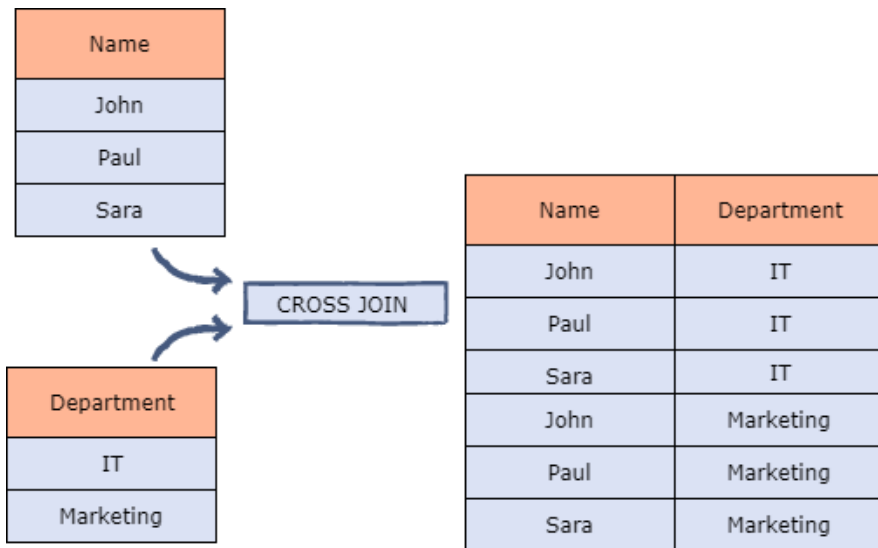 Name
John
Paul
Sara
CROSS JOIN
Department
IT
Marketing
Name Department
John IT
Paul IT
Sara IT
John Marketing
Paul Marketing
Sara Marketing